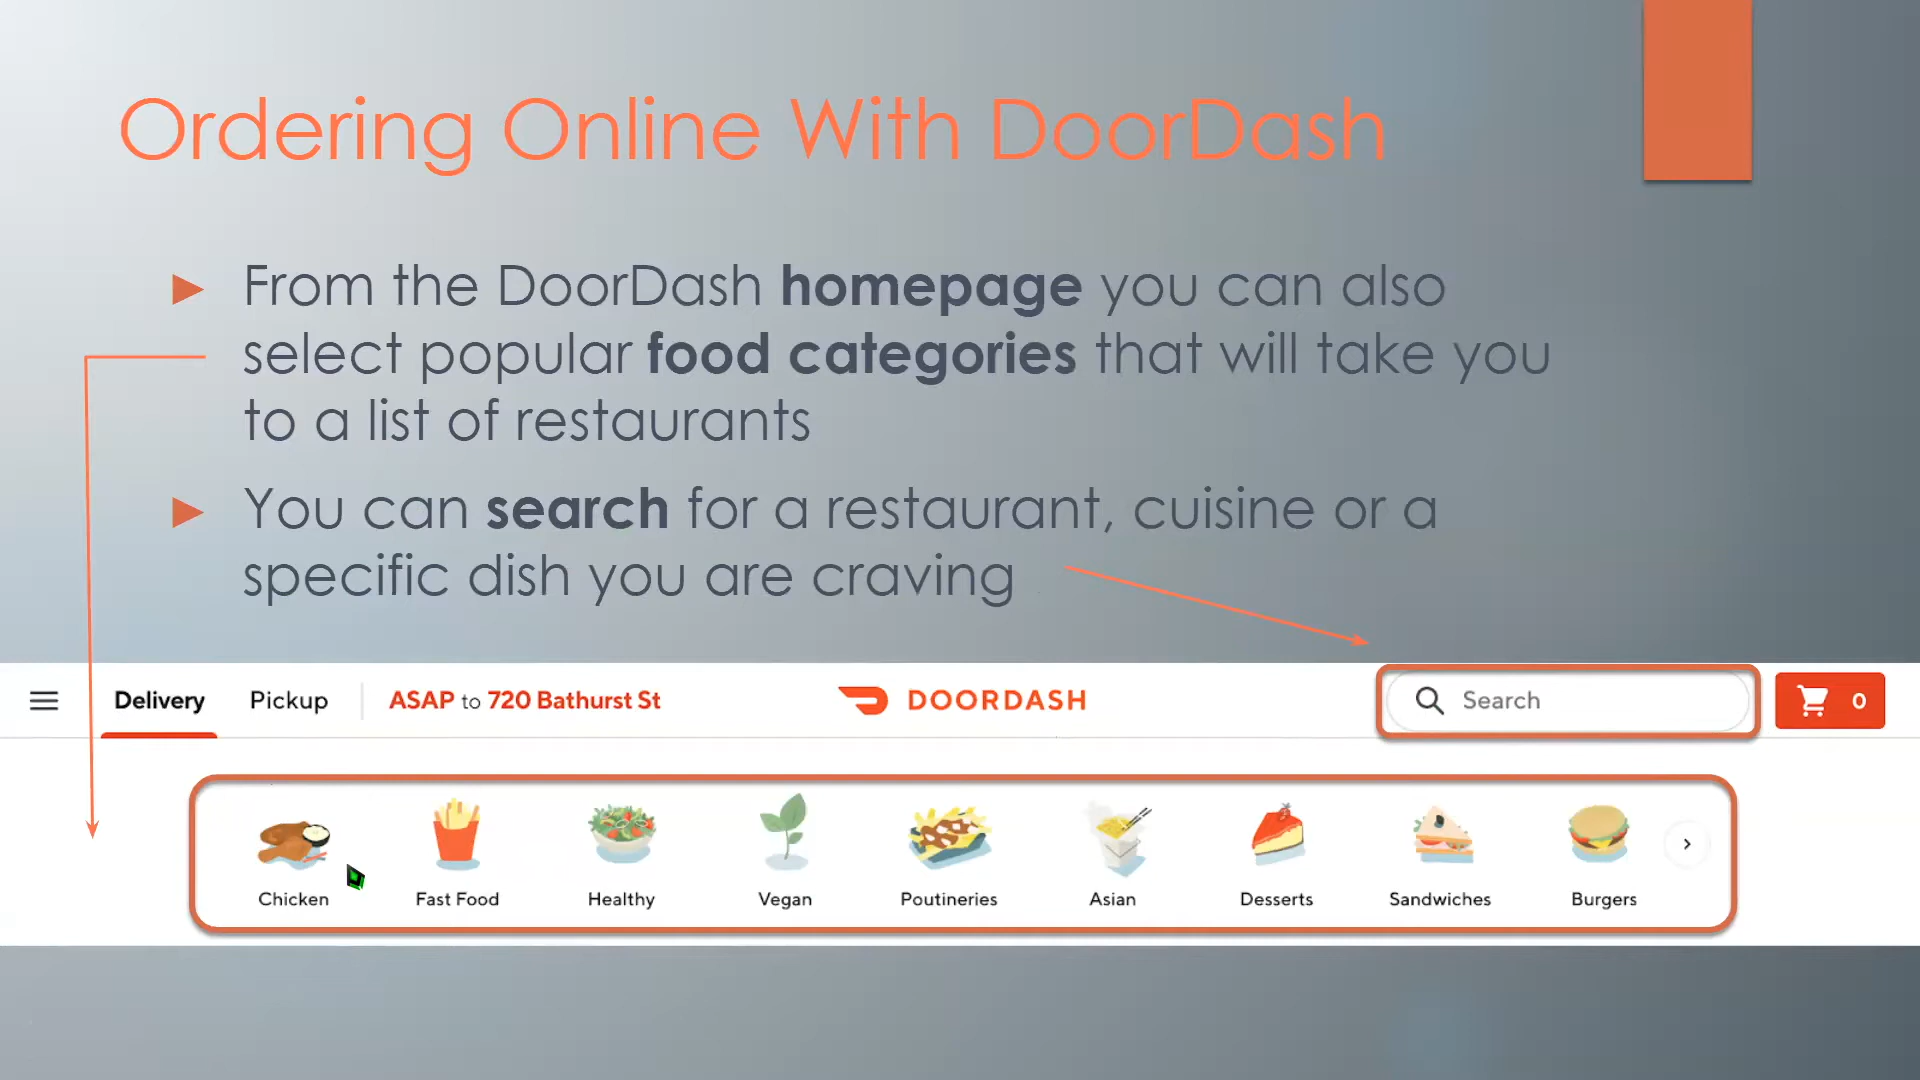 Ordering Online With DoorDash
From the DoorDash homepage you can also
select popular food categories that will take you
to a list of restaurants
You can search for a restaurant, cuisine or a
specific dish you are craving
Delivery Pickup ASAP to 720 Bathurst St DOORDASH Search 0
Chicken Fast Food Healthy Vegan Poutineries Asian Desserts Sandwiches Burgers